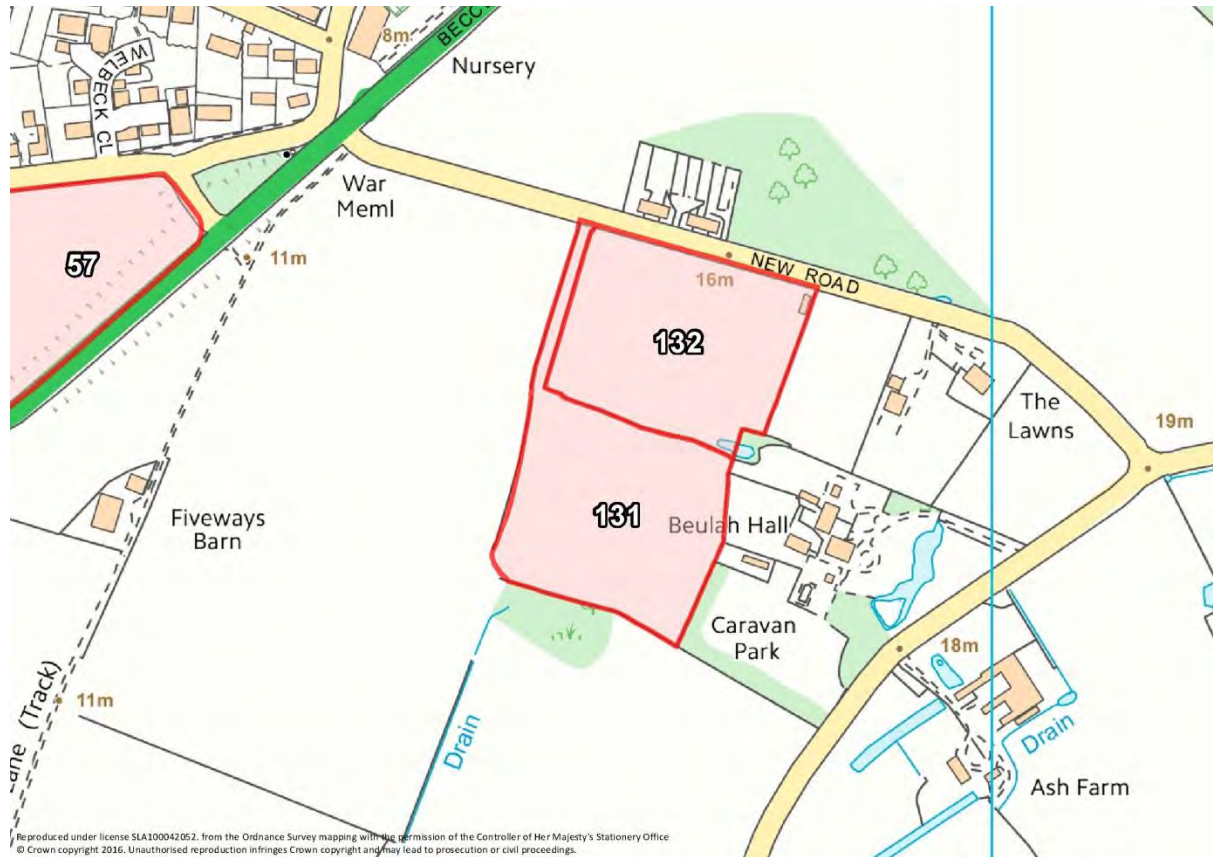 8m
BECC
Nursery
WELBECK CL
War
Meml
57
11m
NEW ROAD
16m
132
The
Lawns
19m
Fiveways
Barn
131
Beulah Hall
Caravan
Park
18m
11m
(Track)
Drain
Drain
Ash Farm
Reproduced under license SLA100042052. from the Ordnance Survey mapping with the permission of the Controller of Her Majesty's Stationery Office
© Crown copyright 2016. Unauthorised reproduction infringes Crown copyright and may lead to prosecution or civil proceedings.